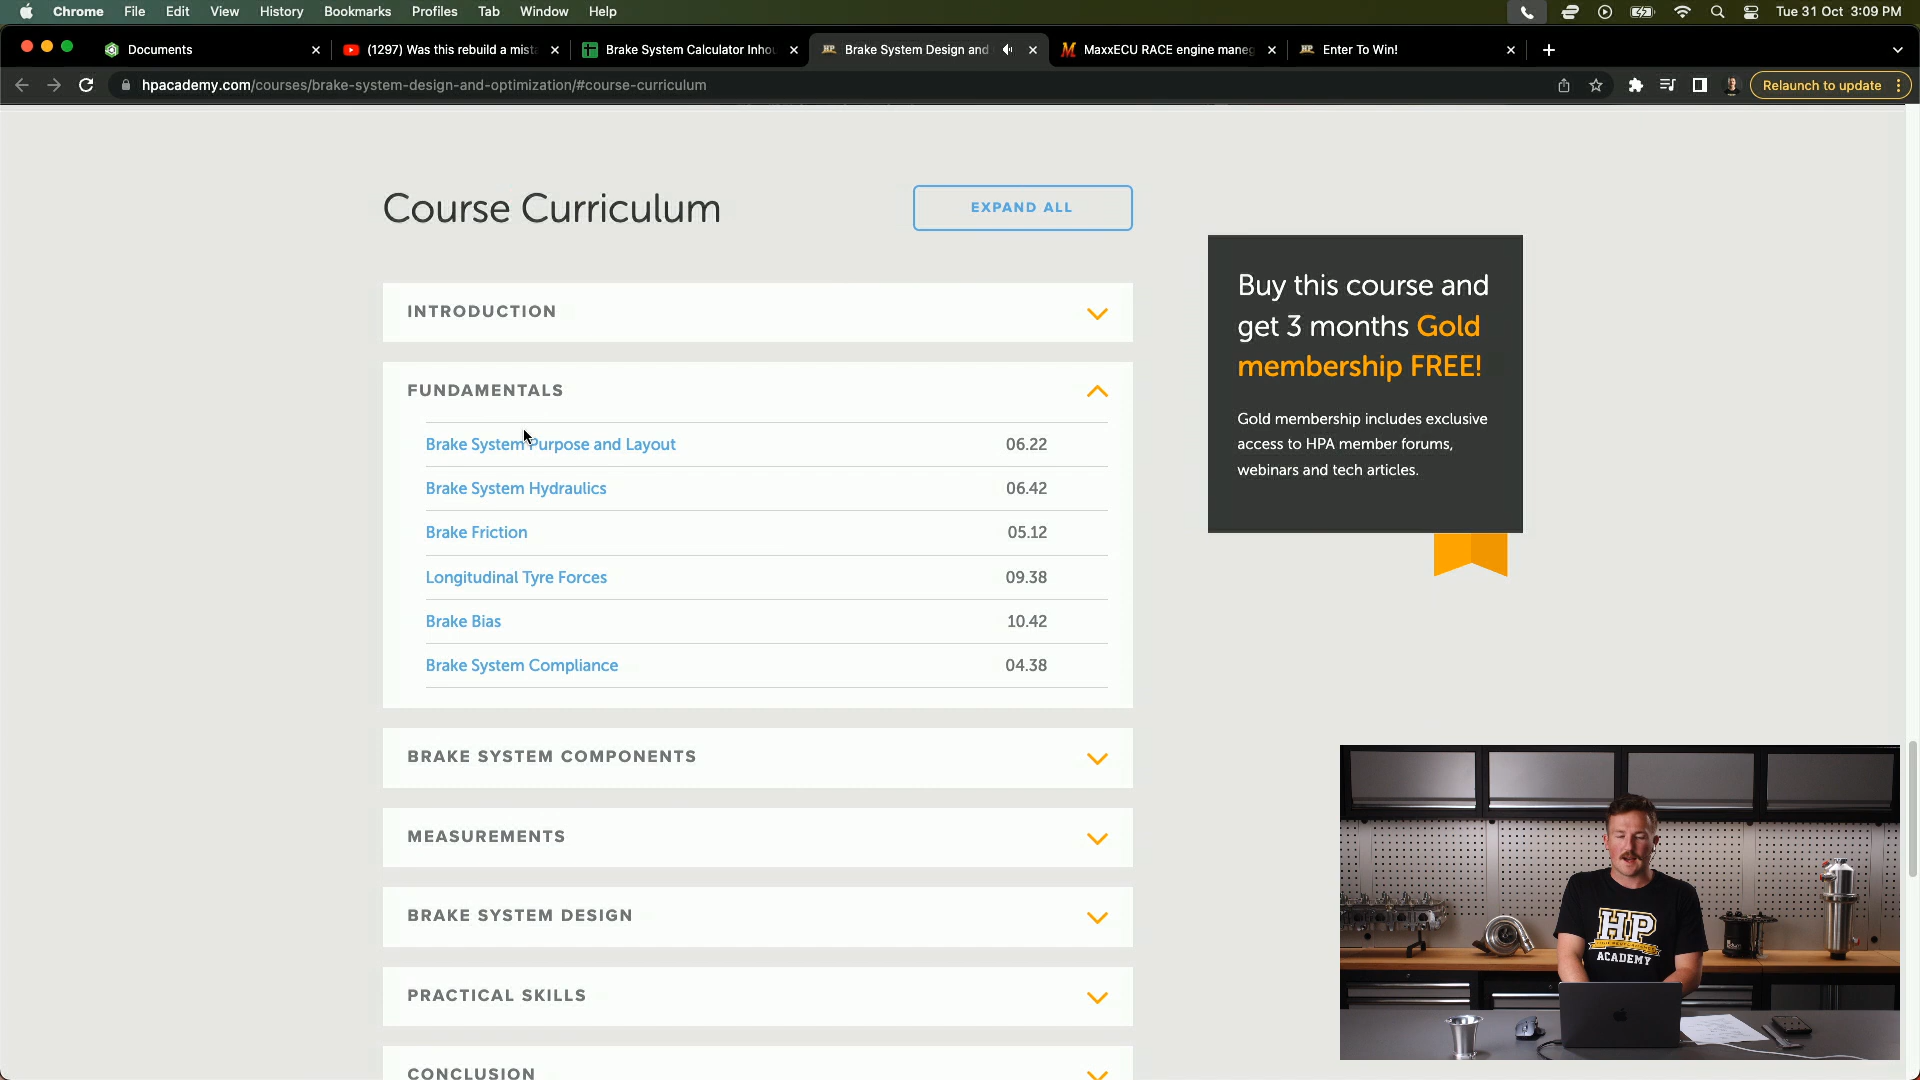 Chrome File Edit View History Bookmarks Profiles Tab Window Help Tue 31 Oct 3:09 PM
Documents (1297) Was this rebuild a mista Brake System Calculator Inhou Brake System Design and MaxxECU RACE engine maneg Enter To Win!
hpacademy.com/courses/brake-system-design-and-optimization/#course-curriculum Relaunch to update
Course Curriculum
EXPAND ALL
INTRODUCTION
FUNDAMENTALS
Brake System Purpose and Layout 06.22
Brake System Hydraulics 06.42
Brake Friction 05.12
Longitudinal Tyre Forces 09.38
Brake Bias 10.42
Brake System Compliance 04.38
BRAKE SYSTEM COMPONENTS
MEASUREMENTS
BRAKE SYSTEM DESIGN
PRACTICAL SKILLS
CONCLUSION
Buy this course and
get 3 months Gold
membership FREE!
Gold membership includes exclusive
access to HPA member forums,
webinars and tech articles.
HP
ACADEMY